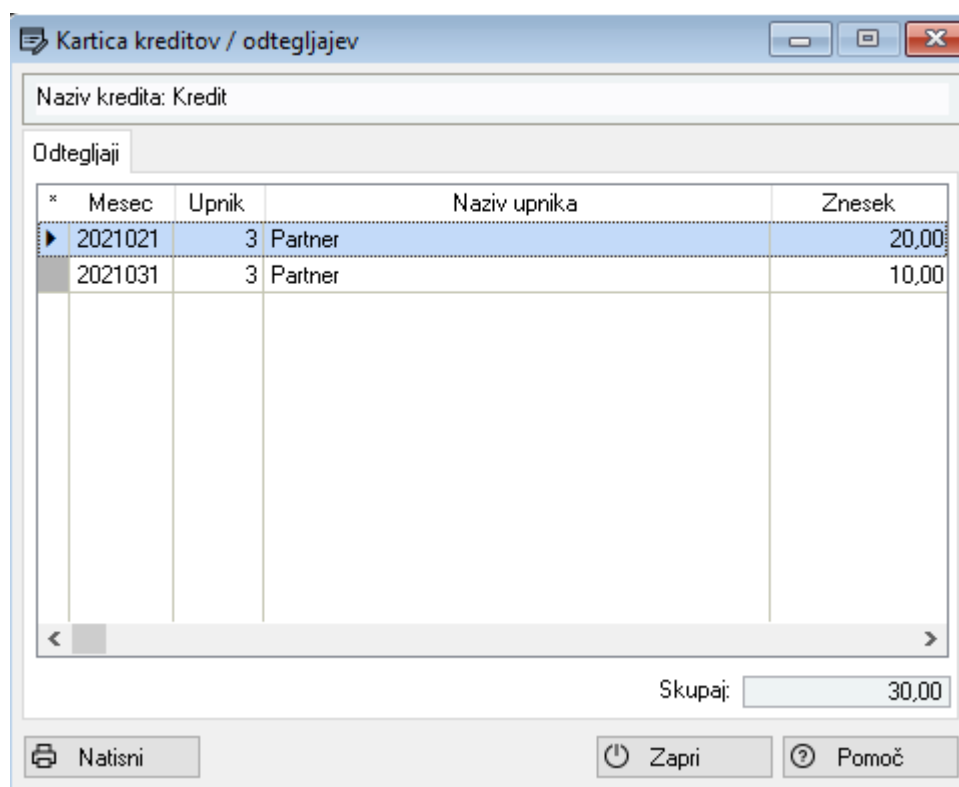 Kartica kreditov / odtegljajev
Naziv kredita: Kredit
Odtegljaji
* Mesec Upnik Naziv upnika Znesek
2021021 3 Partner 20,00
2021031 3 Partner 10,00
Skupaj: 30,00
Natisni Zapri Pomoč